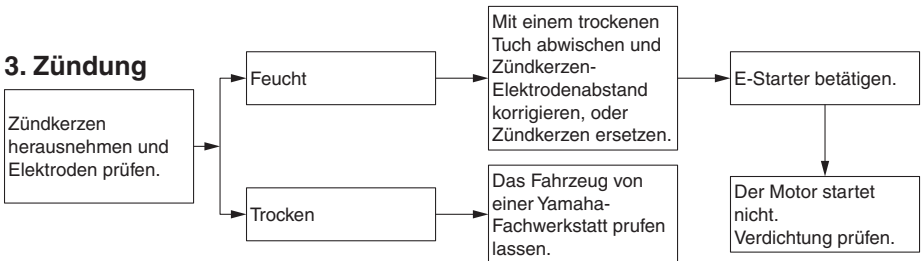 3. Zündung
Zündkerzen
herausnehmen und
Elektroden prüfen.
Feucht
Mit einem trockenen
Tuch abwischen und
Zündkerzen-
Elektrodenabstand
korrigieren, oder
Zündkerzen ersetzen.
E-Starter betätigen.
Der Motor startet
nicht.
Verdichtung prüfen.
Trocken
Das Fahrzeug von
einer Yamaha-
Fachwerkstatt prufen
lassen.